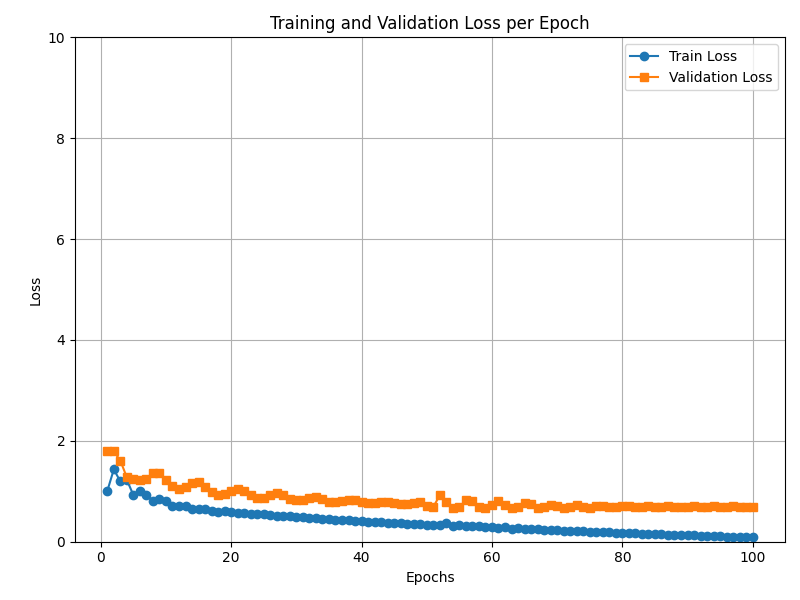 Training and Validation Loss per Epoch
Train Loss
Validation Loss
10
8
6
4
2
0
Loss
0 20 40 60 80 100
Epochs